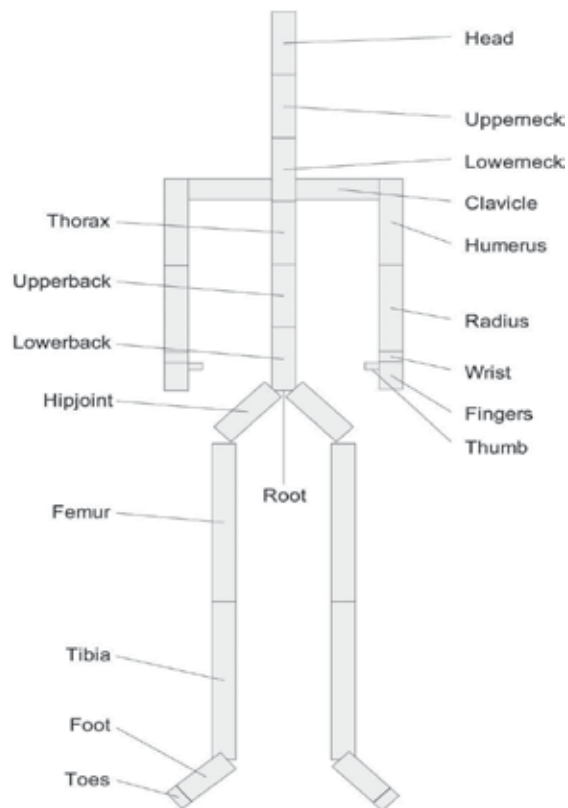 Head
Upperneck
Lowerneck
Clavicle
Thorax
Humerus
Upperback
Radius
Lowerback
Wrist
Hipjoint
Fingers
Thumb
Root
Femur
Tibia
Foot
Toes